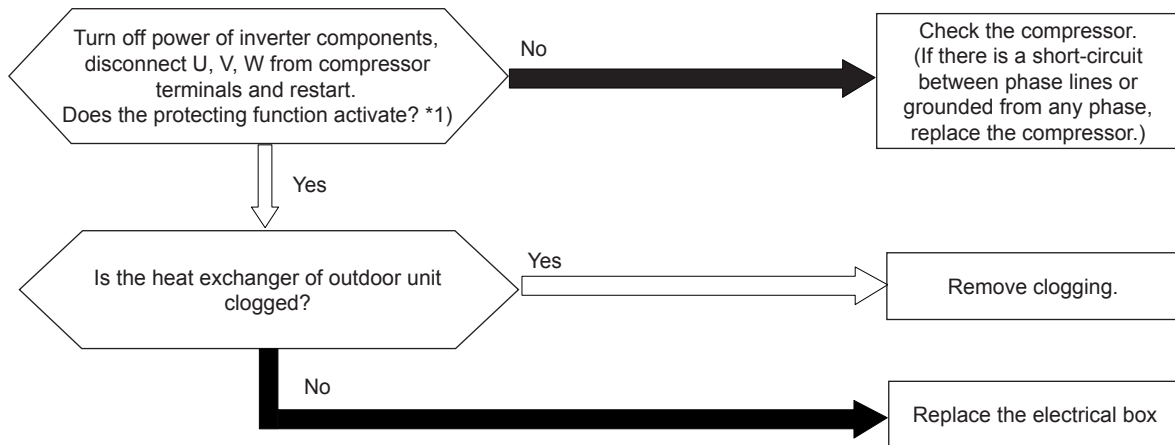 Turn off power of inverter components,
disconnect U, V, W from compressor
terminals and restart.
Does the protecting function activate? *1)
No
Check the compressor.
(If there is a short-circuit
between phase lines or
grounded from any phase,
replace the compressor.)
Yes
Is the heat exchanger of outdoor unit
clogged?
Yes
Remove clogging.
No
Replace the electrical box